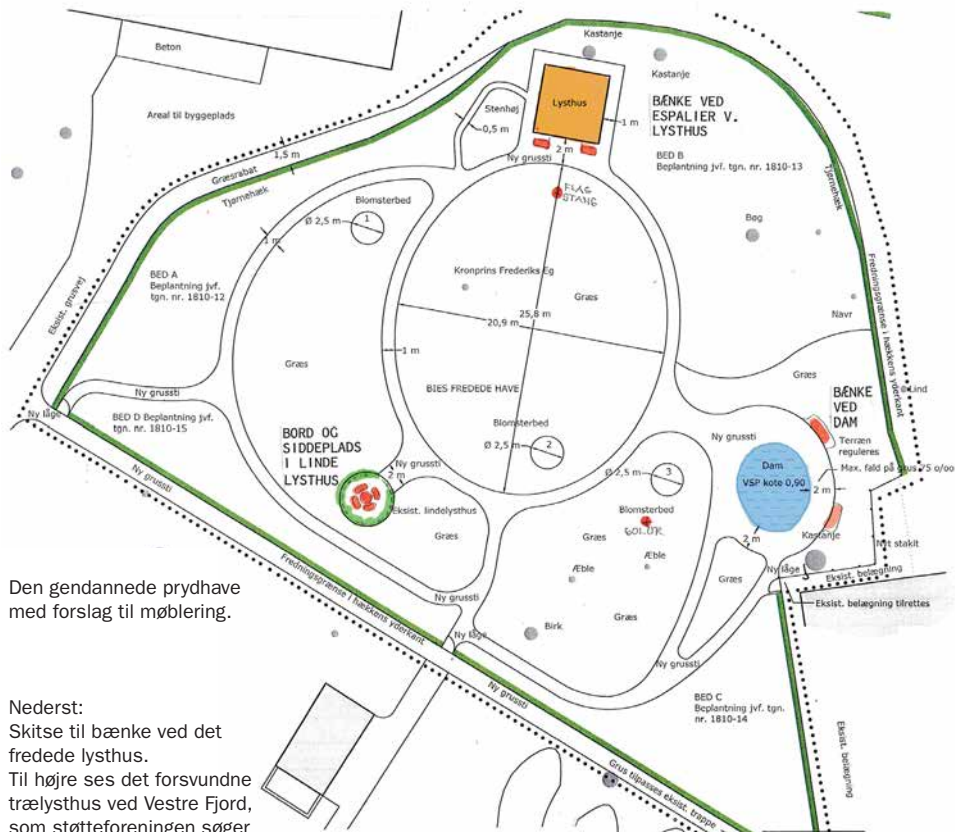 Kastanje
Beton
Kastanje
Lysthus
BÆNKE VED
ESPALIER V.
LYSTHUS
Areal til byggeplads
Stenhøj
0,5 m
1 m
2 m
1,5 m
Ny grussti
BED B
Beplantning jvf. tgn. nr. 1810-13
Græsrabat
Tjørnehæk
Tjørnehæk
FLAG
STANG
Blomsterbed
Ø 2,5 m
1
Bøg
1 m
BED A
Beplantning jvf.
tgn. nr. 1810-12
Kronprins Frederiks Eg
Græs
Fredningsgrænse i hækkens yderkant
Eksist. grusvej
25,8 m
20,9 m
Navr
1 m
Græs
Græs
BIES FREDEDE HAVE
Ny grussti
Lind
BÆNKE
VED
DAM
Ny låge
BED D Beplantning jvf.
tgn. nr. 1810-15
Blomsterbed
BORD OG
SIDDEPLADS
I LINDE
LYSTHUS
Ø 2,5 m
2
Ny grussti
Terræn
reguleres
Ny grussti
2 m
Ø 2,5 m
3
Dam
VSP kote 0,90
Max. fald på grus 75 o/oo
2 m
Ny grussti
Eksist. lindelysthus
Blomsterbed
SOLUR
Græs
Græs
2 m
Kastanje
Nyt stakit
Æble
Æble
Græs
Ny låge
Eksist. belægning
Fredningsgrænse i hækkens yderkant
Ny grussti
Eksist. belægning tilrettes
Græs
Birk
Ny låge
Ny grussti
Ny grussti
BED C
Beplantning jvf. tgn.
nr. 1810-14
Eksist. belægning
Grus tilpasses eksist. trappe
Den gendannede prydhave
med forslag til møblering.
Nederst:
Skitse til bænke ved det
fredede lysthus.
Til højre ses det forsvundne
trælysthus ved Vestre Fjord,
som støtteforeningen søger